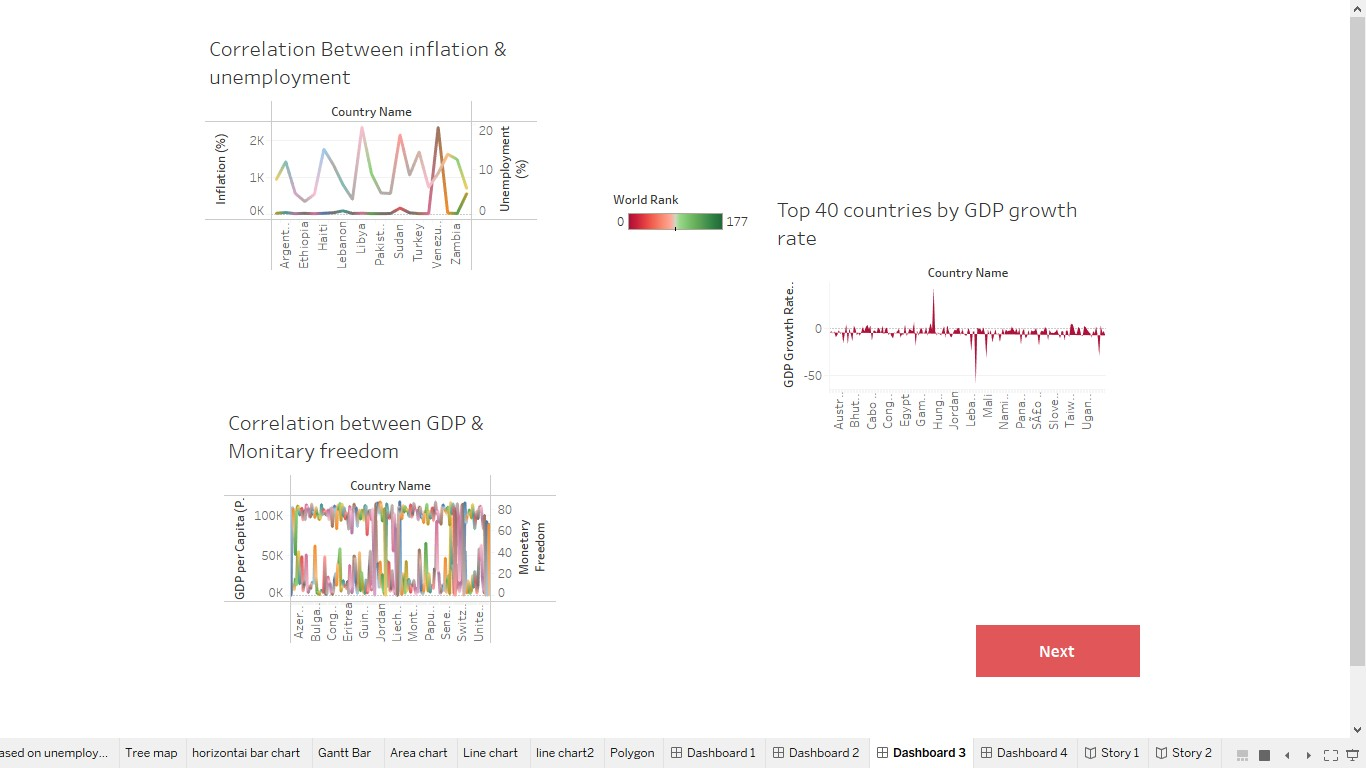 Correlation Between inflation &
unemployment
Country Name
Inflation (%)
2K
1K
0K
20
10
0
Unemployment
(%)
Argent..
Ethiopia
Haiti
Lebanon
Libya
Pakist..
Sudan
Turkey
Venezu..
Zambia
World Rank
0 177
Top 40 countries by GDP growth
rate
Country Name
GDP Growth Rate..
0
-50
Austr..
Bhut..
Cabo ..
Cong..
Egypt
Gam..
Hung..
Jordan
Leba..
Mali
Nami..
Pana..
SÃ£o ..
Slove..
Taiw..
Ugan..
Correlation between GDP &
Monitary freedom
Country Name
GDP per Capita (P..
100K
50K
0K
80
60
40
20
0
Monetary
Freedom
Azer..
Bulga..
Cong..
Eritrea
Guin..
Jordan
Liech..
Mont..
Papu..
Sene..
Switz..
Unite..
Next
ased on unemploy... Tree map horizontal bar chart Gantt Bar Area chart Line chart line chart2 Polygon Dashboard 1 Dashboard 2 Dashboard 3 Dashboard 4 Story 1 Story 2